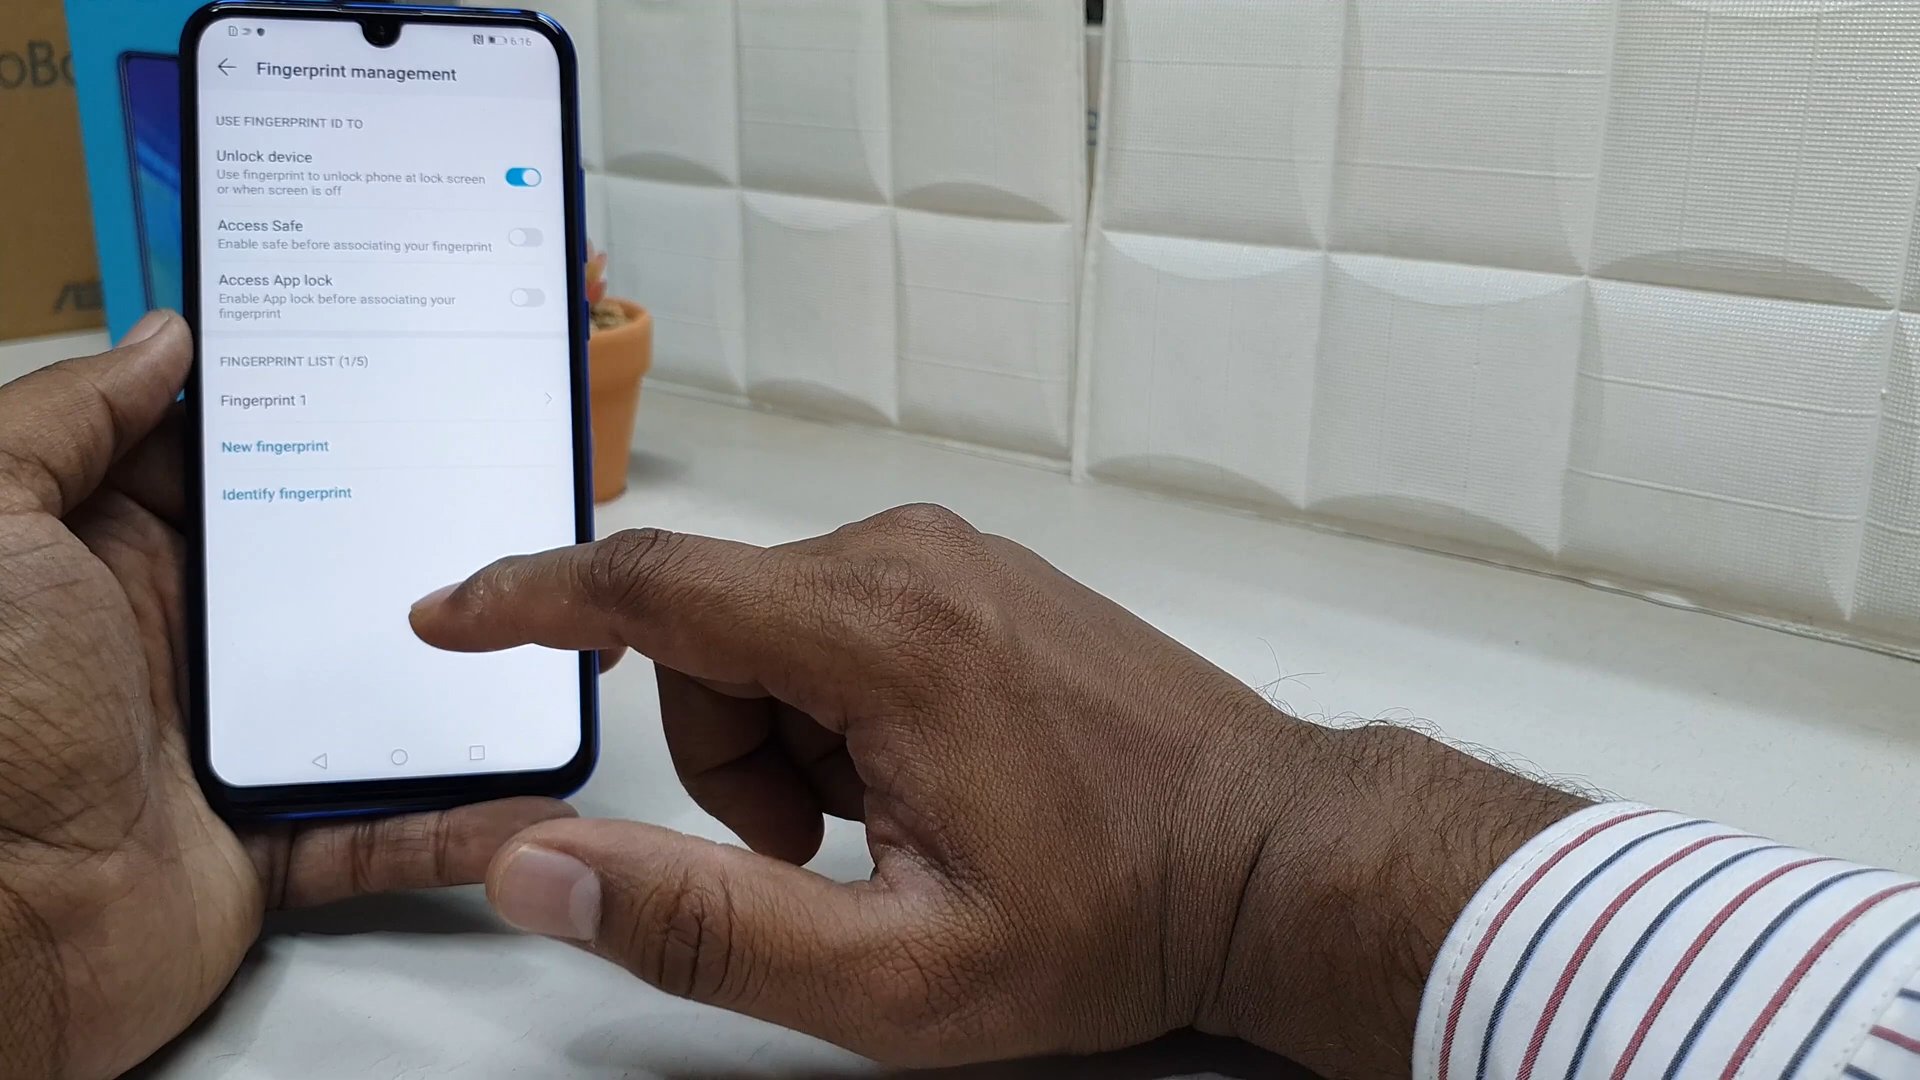 6:16
Fingerprint management
USE FINGERPRINT ID TO
Unlock device
Use fingerprint to unlock phone at lock screen
or when screen is off
Access Safe
Enable safe before associating your fingerprint
Access App lock
Enable App lock before associating your
fingerprint
FINGERPRINT LIST (1/5)
Fingerprint 1
New fingerprint
Identify fingerprint